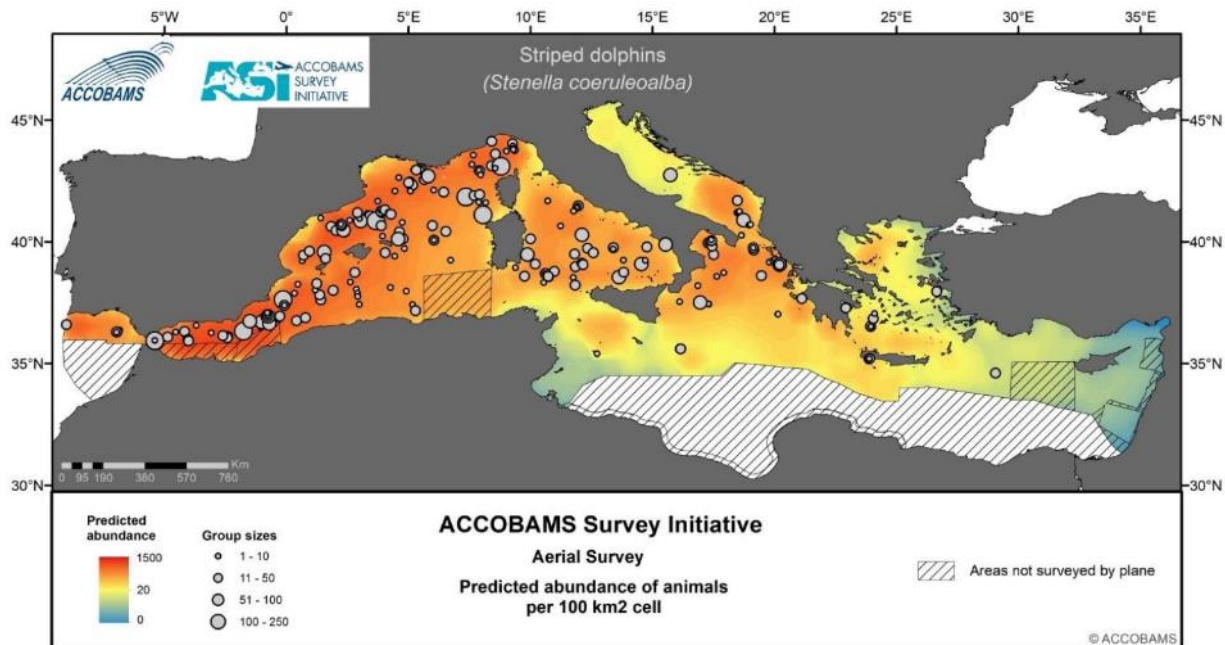 5°W 0° 5°E 10°E 15°E 20°E 25°E 30°E 35°E
ACCOBAMS
ASI
ACCOBAMS
SURVEY
INITIATIVE
Striped dolphins
(Stenella coeruleoalba)
45°N 45°N
40°N 40°N
35°N 35°N
30°N 30°N
Km
0 95 190 380 570 760
Predicted
abundance
1500
20
0
Group sizes
1 - 10
11 - 50
51 - 100
100 - 250
ACCOBAMS Survey Initiative
Aerial Survey
Predicted abundance of animals
per 100 km2 cell
Areas not surveyed by plane
© ACCOBAMS